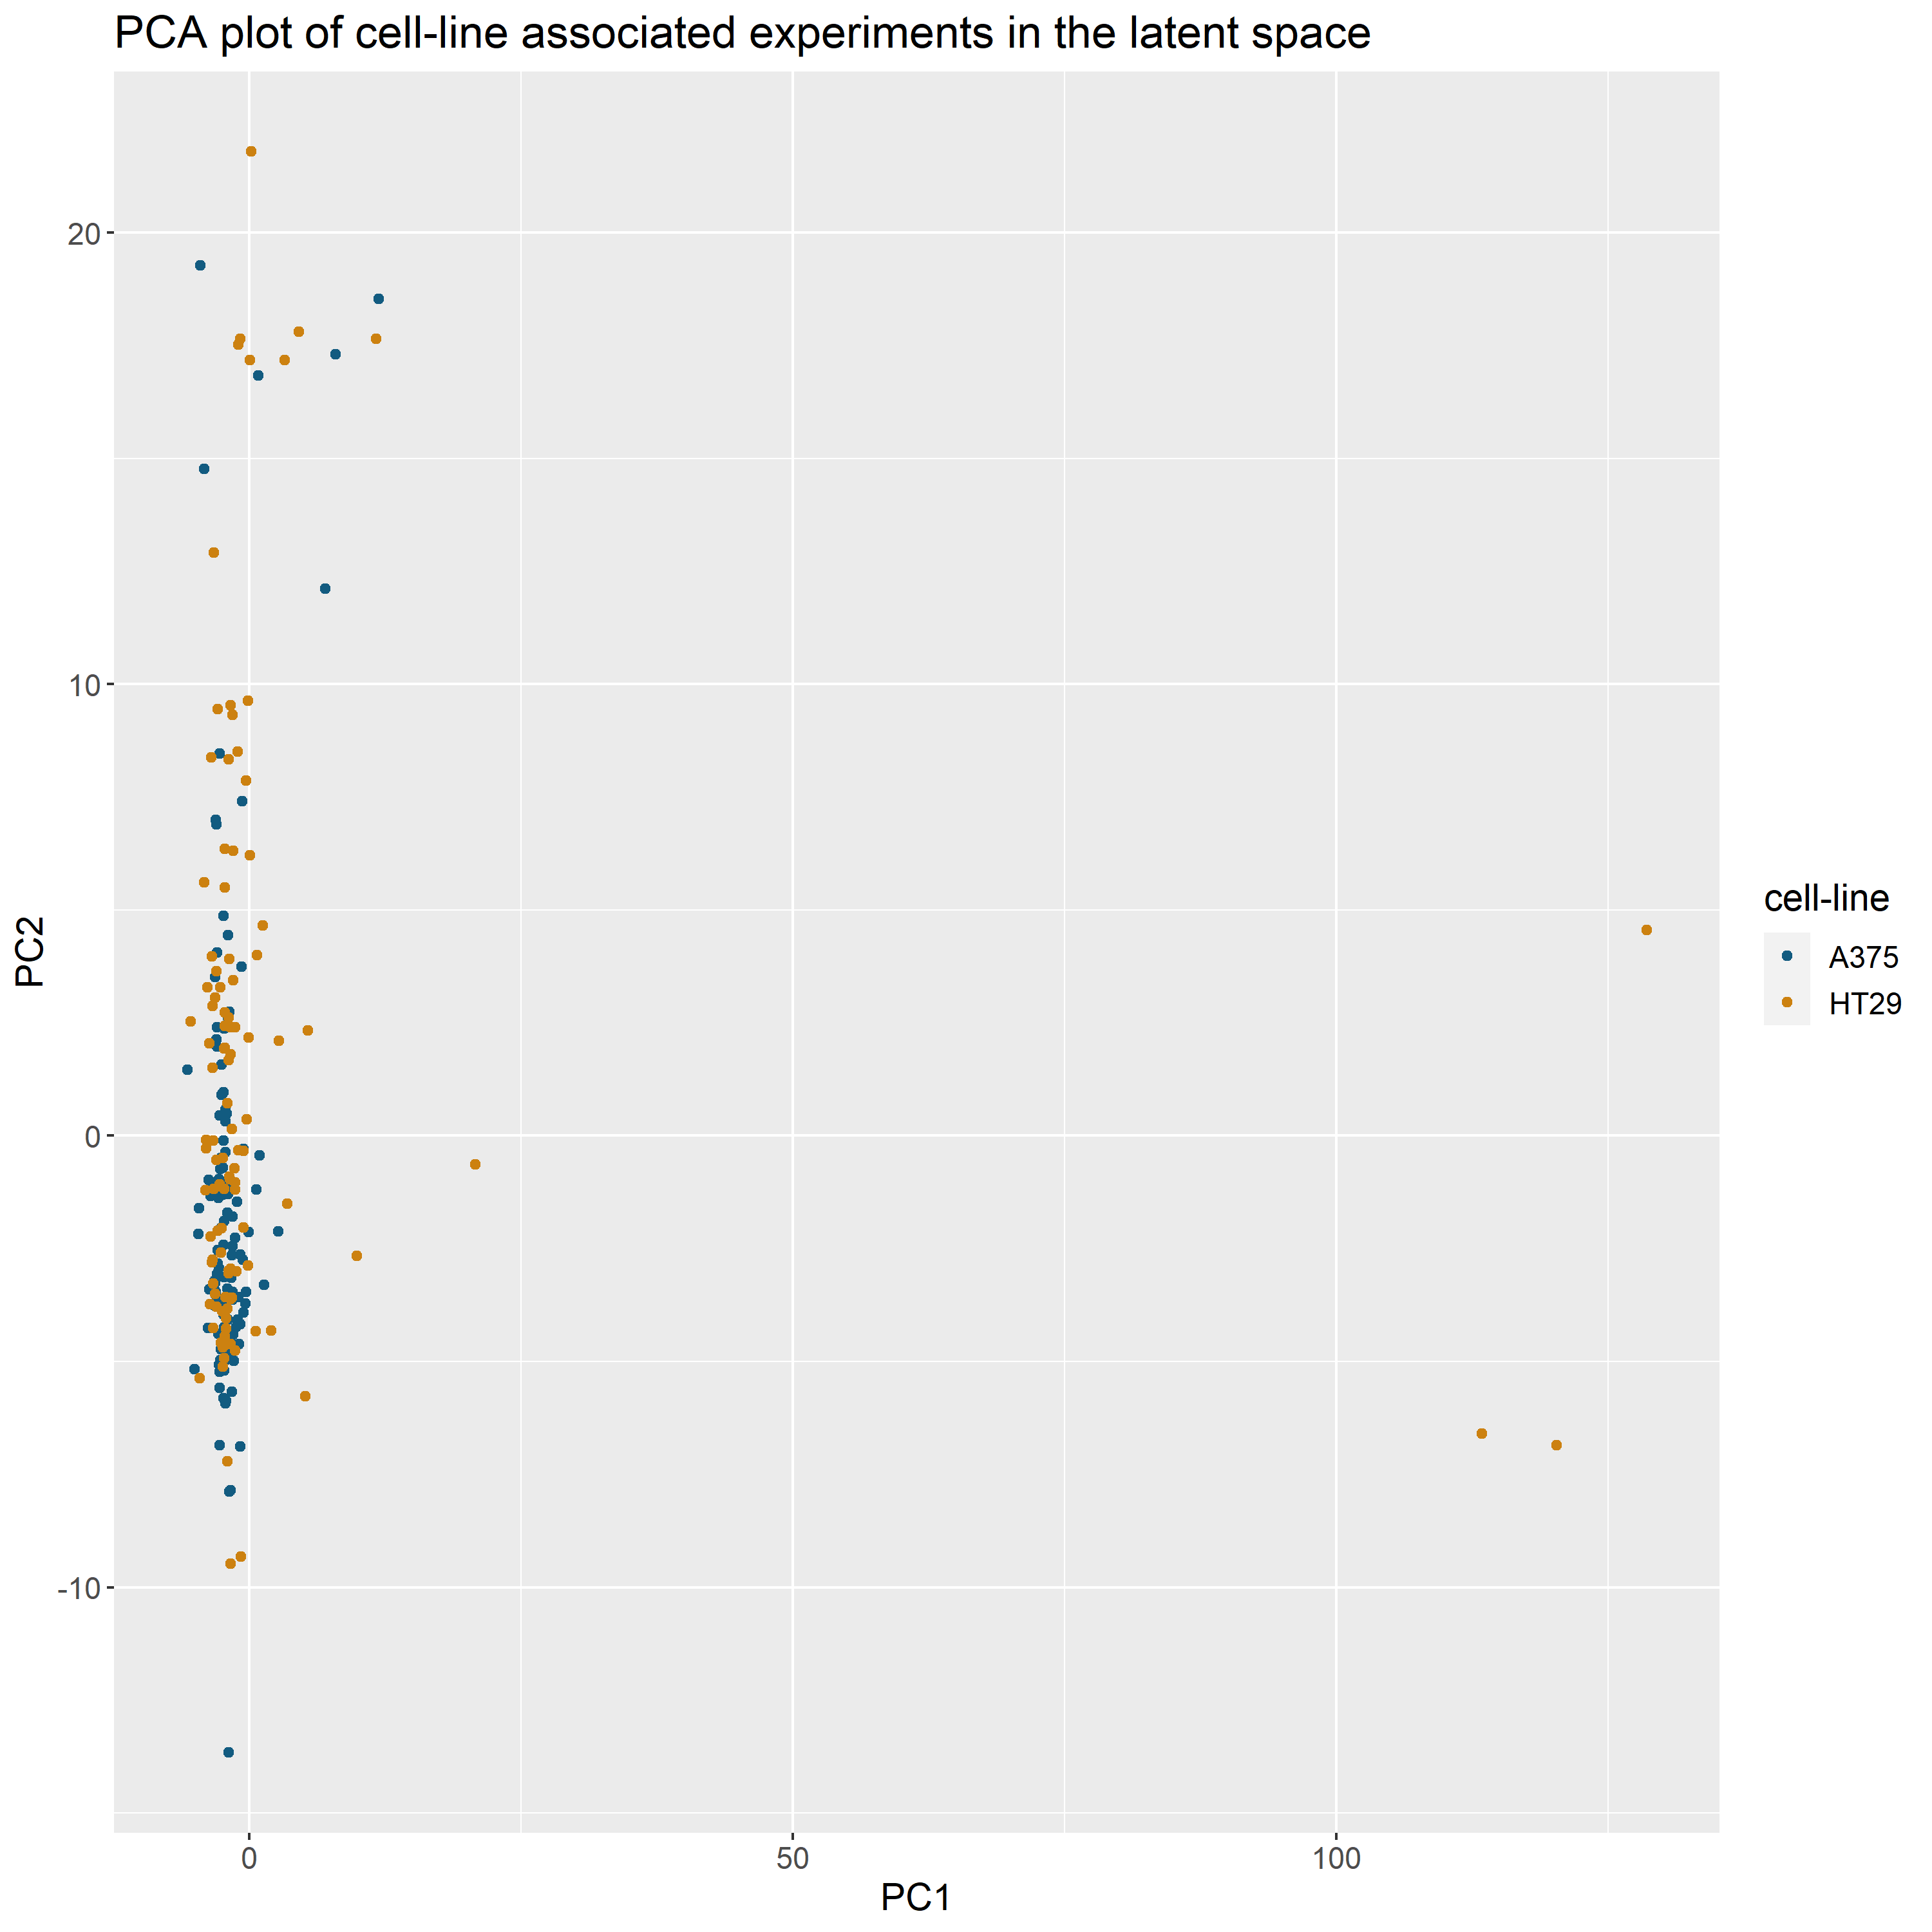 PCA plot of cell-line associated experiments in the latent space
20
10
0
-10
PC2
0
50
100
PC1
cell-line
A375
HT29